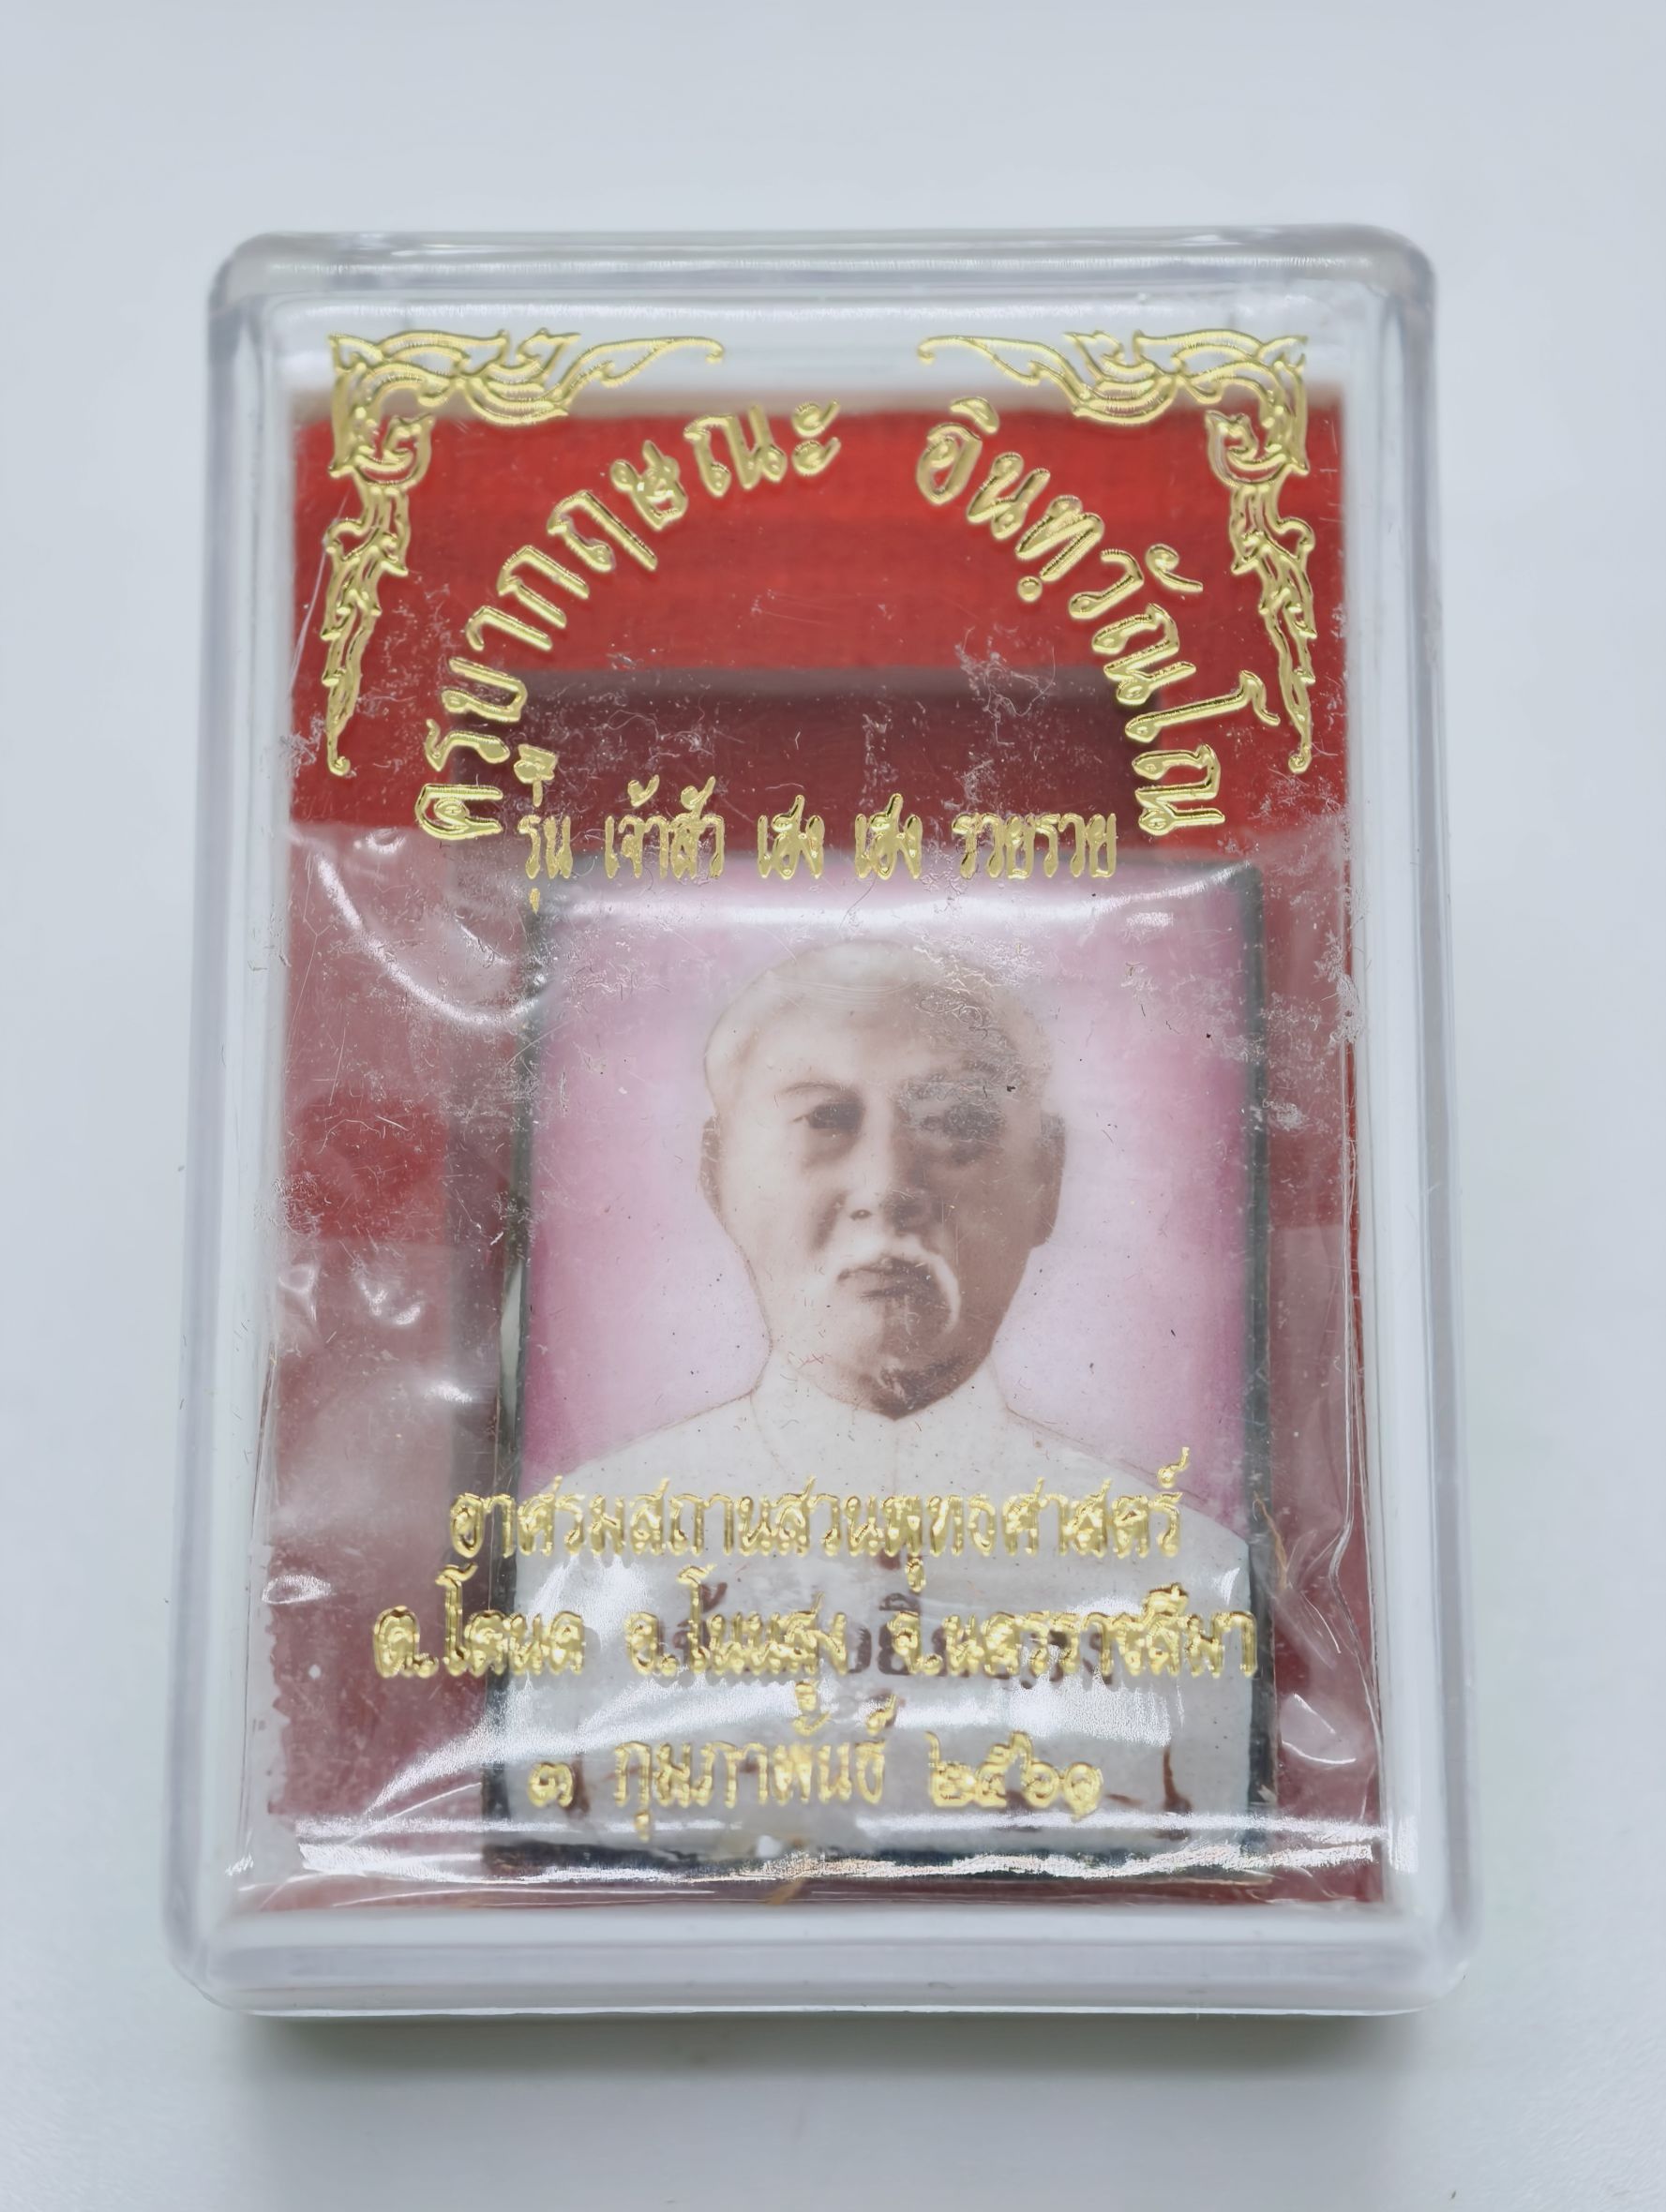 ครูบากฤษณะ อินทฺวัณโณ
รุ่น เจ้าสัว เฮง เฮง รวยรวย
อาศรมสถานสวนพุทธศาสตร์
ต.โตนด อ.โนนสูง จ.นครราชสีมา
๓ กุมภาพันธ์ ๒๕๖๑